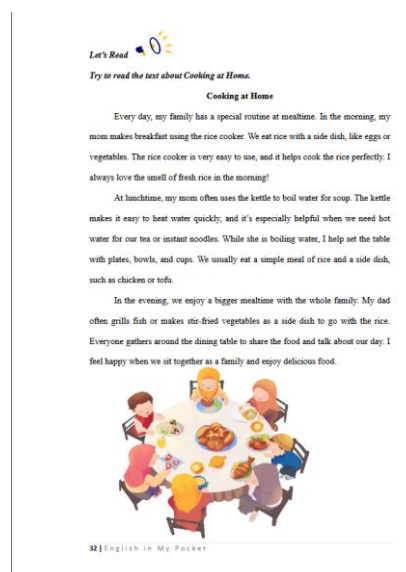 Let's Read
Try to read the text about Cooking at Home.
Cooking at Home
Every day, my family has a special routine at mealtime. In the morning, my
mom makes breakfast using the rice cooker. We eat rice with a side dish, like eggs or
vegetables. The rice cooker is very easy to use, and it helps cook the rice perfectly. I
always love the smell of fresh rice in the morning!
At lunchtime, my mom often uses the kettle to boil water for soup. The kettle
makes it easy to heat water quickly, and it's especially helpful when we need hot
water for our tea or instant noodles. While she is boiling water, I help set the table
with plates, bowls, and cups. We usually eat a simple meal of rice and a side dish,
such as chicken or tofu.
In the evening, we enjoy a bigger mealtime with the whole family. My dad
often grills fish or makes stir-fried vegetables as a side dish to go with the rice.
Everyone gathers around the dining table to share the food and talk about our day. I
feel happy when we sit together as a family and enjoy delicious food.
32 | English in My Pocket